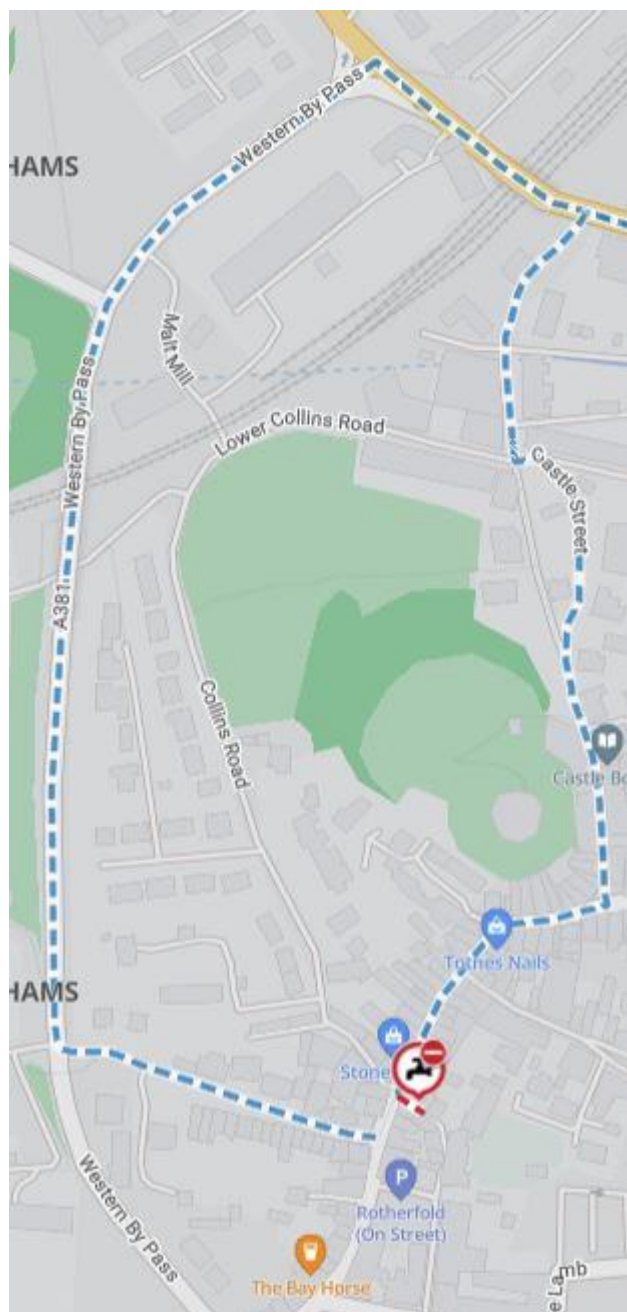 Western By Pass
HAMS
Malt Mill
Western By Pass
Lower Collins Road
Castle Street
A381
Collins Road
Castle Bo
Totnes Nails
HAMS
Stone
Western By Pass
P
Rotherfold
(On Street)
The Bay Horse
e Lamb